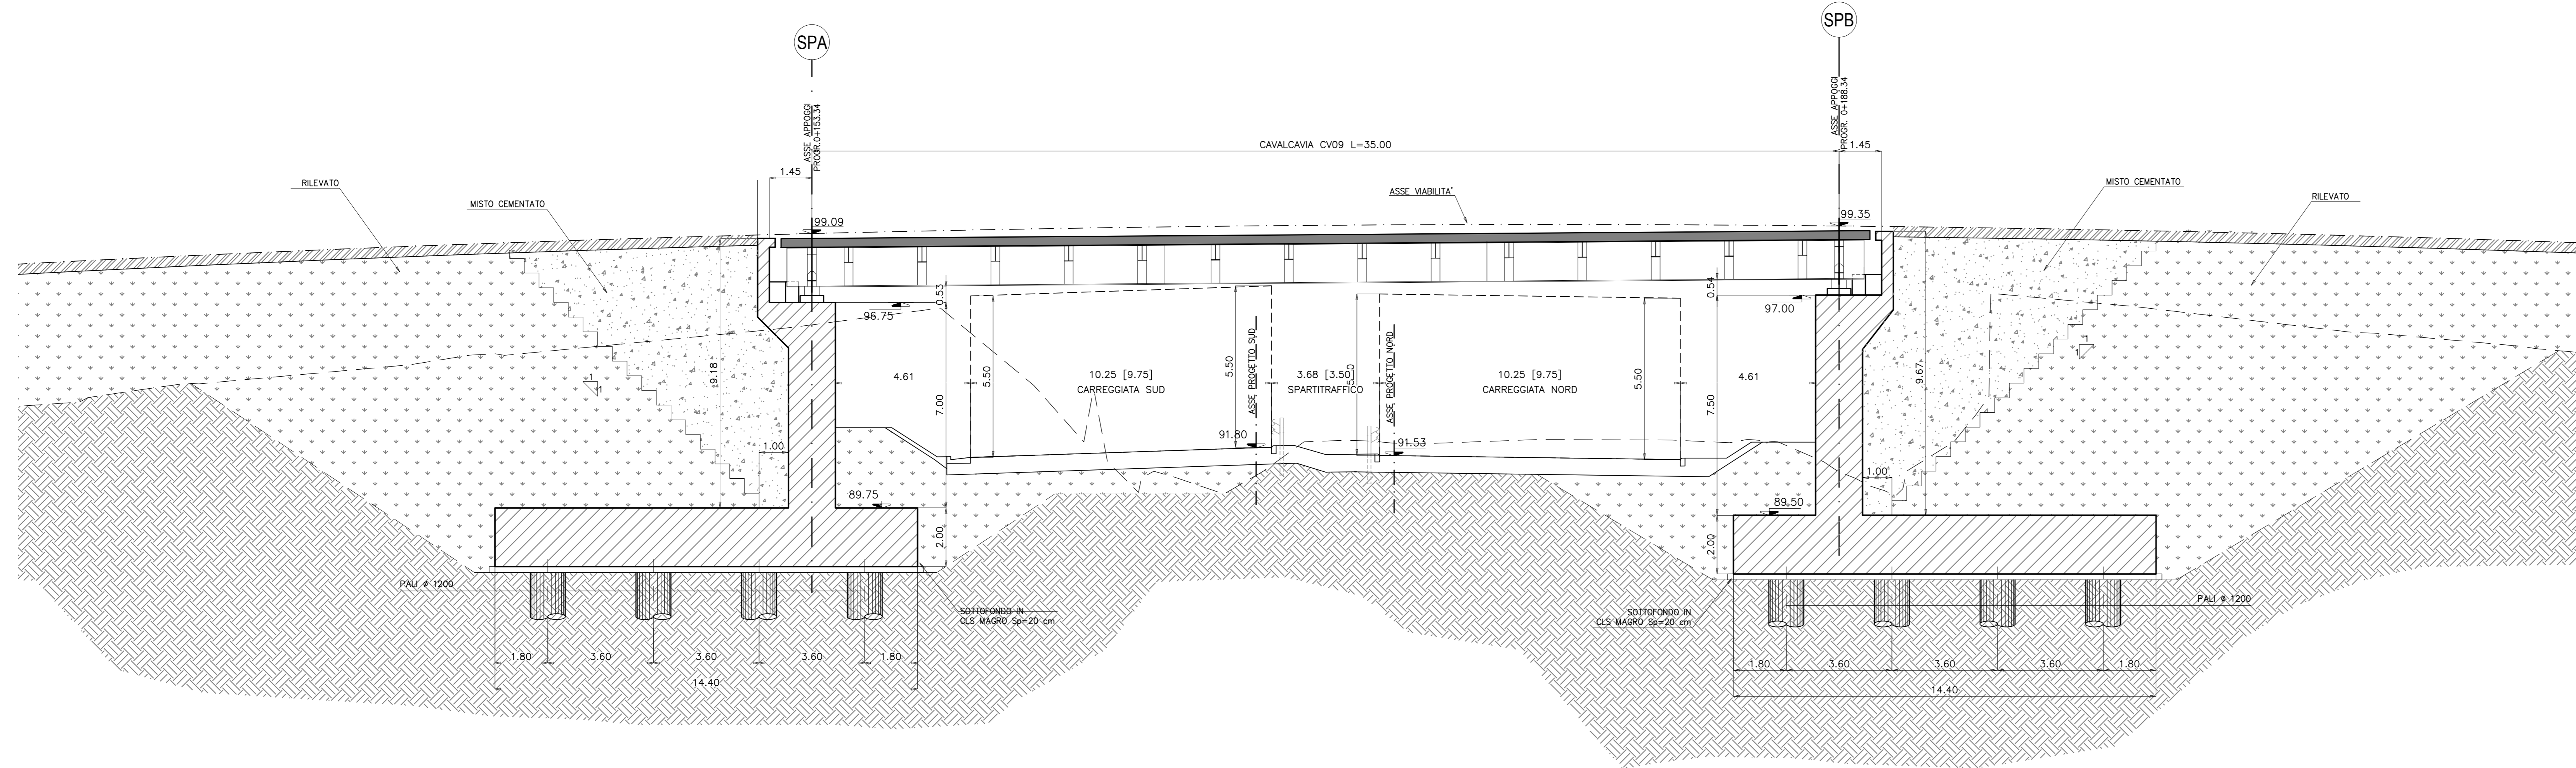 SPA
SPB
ASSE APPOGGI
PROGR.0+153.34
ASSE APPOGGI
PROGR. 0+188.34
CAVALCAVIA CV09 L=35.00
1.45
1.45
RILEVATO
MISTO CEMENTATO
ASSE VIABILITA'
MISTO CEMENTATO
RILEVATO
99.09
99.35
0.53
0.54
96.75
97.00
5.50
5.50
5.50
5.50
ASSE PROGETTO SUD
ASSE PROGETTO NORD
9.18
9.67
1
1
1
1
4.61
10.25 [9.75]
CARREGGIATA SUD
3.68 [3.50]
SPARTITRAFFICO
10.25 [9.75]
CARREGGIATA NORD
4.61
7.00
7.50
91.80
91.53
1.00
1.00
89.75
89.50
2.00
2.00
PALI ø 1200
PALI ø 1200
SOTTOFONDO IN
CLS MAGRO Sp=20 cm
SOTTOFONDO IN
CLS MAGRO Sp=20 cm
1.80
3.60
3.60
3.60
1.80
14.40
1.80
3.60
3.60
3.60
1.80
14.40